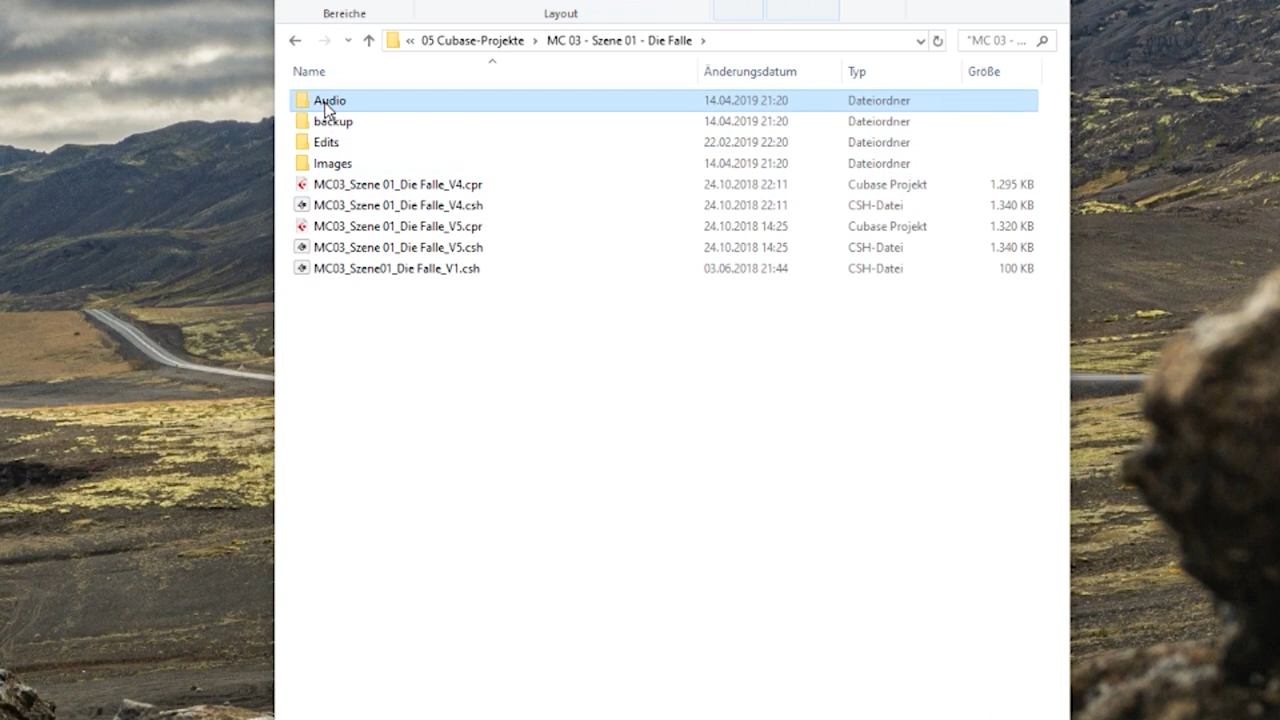 Bereiche Layout
« 05 Cubase-Projekte › MC 03 - Szene 01 - Die Falle › "MC 03 - ...
Name Änderungsdatum Typ Größe
Audio 14.04.2019 21:20 Dateiordner
backup 14.04.2019 21:20 Dateiordner
Edits 22.02.2019 22:20 Dateiordner
Images 14.04.2019 21:20 Dateiordner
MC03_Szene 01_Die Falle_V4.cpr 24.10.2018 22:11 Cubase Projekt 1.295 KB
MC03_Szene 01_Die Falle_V4.csh 24.10.2018 22:11 CSH-Datei 1.340 KB
MC03_Szene 01_Die Falle_V5.cpr 24.10.2018 14:25 Cubase Projekt 1.320 KB
MC03_Szene 01_Die Falle_V5.csh 24.10.2018 14:25 CSH-Datei 1.340 KB
MC03_Szene01_Die Falle_V1.csh 03.06.2018 21:44 CSH-Datei 100 KB